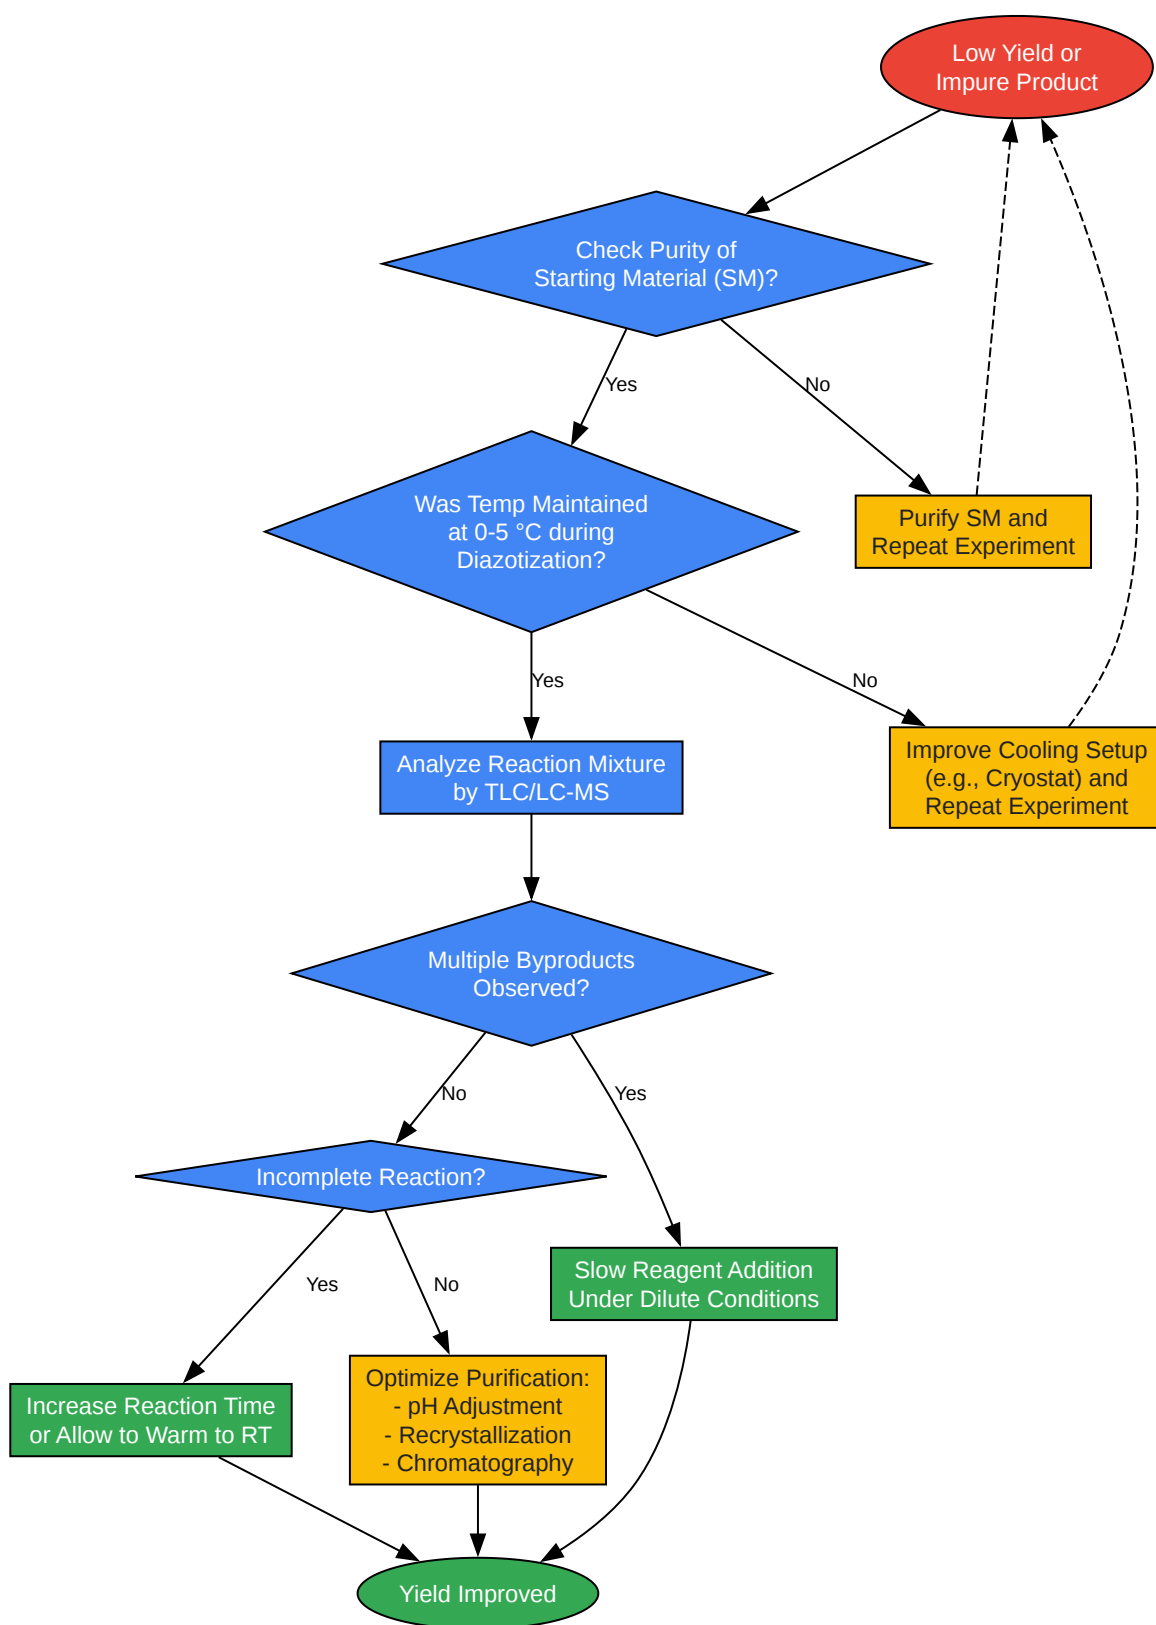 Low Yield or
Impure Product
Check Purity of
Starting Material (SM)?
Yes
No
Was Temp Maintained
at 0-5 °C during
Diazotization?
Purify SM and
Repeat Experiment
Yes
No
Analyze Reaction Mixture
by TLC/LC-MS
Improve Cooling Setup
(e.g., Cryostat) and
Repeat Experiment
Multiple Byproducts
Observed?
No
Yes
Incomplete Reaction?
Yes
No
Slow Reagent Addition
Under Dilute Conditions
Increase Reaction Time
or Allow to Warm to RT
Optimize Purification:
- pH Adjustment
- Recrystallization
- Chromatography
Yield Improved